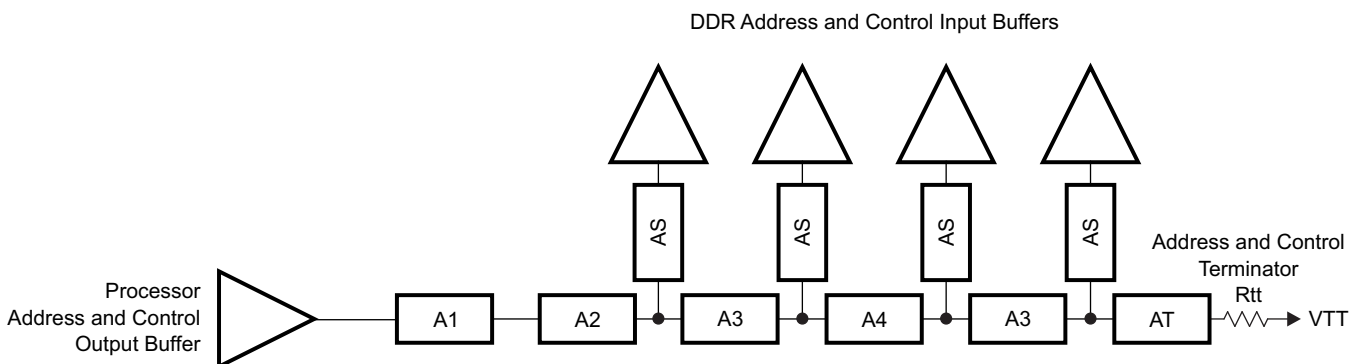 DDR Address and Control Input Buffers
AS
AS
AS
AS
Address and Control
Terminator
Rtt
Processor
Address and Control
Output Buffer
A1
A2
A3
A4
A3
AT
VTT